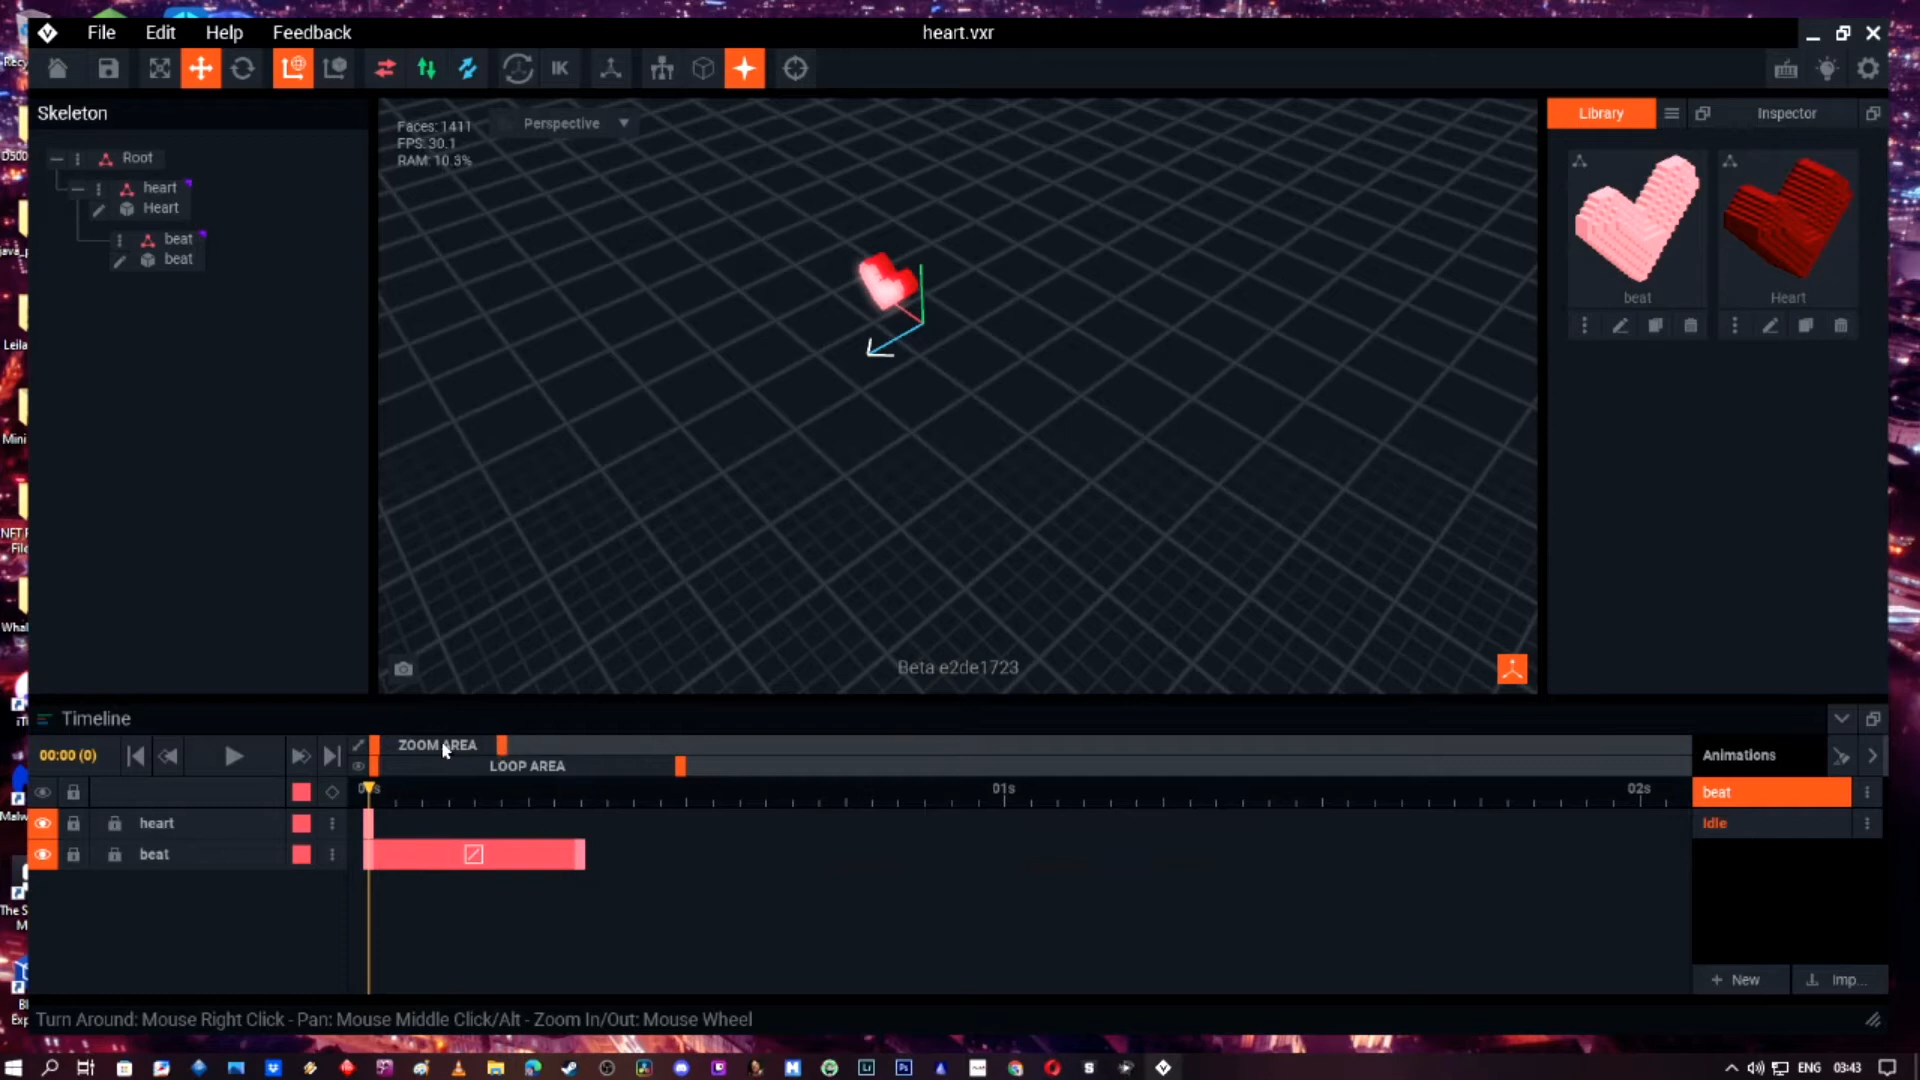 File Edit Help Feedback
heart.vxr
IK
Skeleton
Root
heart
Heart
beat
beat
Faces: 1411
FPS: 30.1
RAM: 10.3%
Perspective
Beta e2de1723
Library
Inspector
beat
Heart
Timeline
00:00 (0)
ZOOM AREA
LOOP AREA
01s
02s
heart
beat
Animations
beat
Idle
+ New
Imp...
Turn Around: Mouse Right Click - Pan: Mouse Middle Click/Alt - Zoom In/Out: Mouse Wheel
ENG
03:43